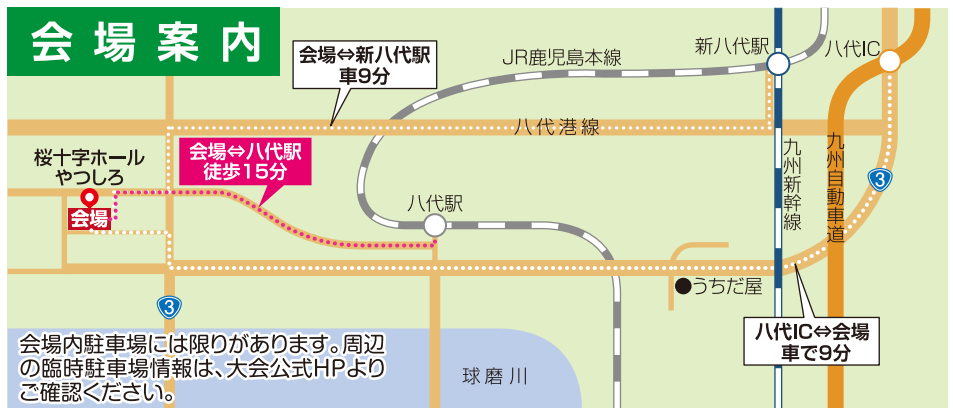 会場案内
会場⇔新八代駅
車9分
JR鹿児島本線
新八代駅
八代IC
八代港線
桜十字ホール
やつしろ
会場
会場⇔八代駅
徒歩15分
八代駅
九州新幹線
九州自動車道
3
うちだ屋
3
八代IC⇔会場
車で9分
会場内駐車場には限りがあります。周辺
の臨時駐車場情報は、大会公式HPより
ご確認ください。
球磨川